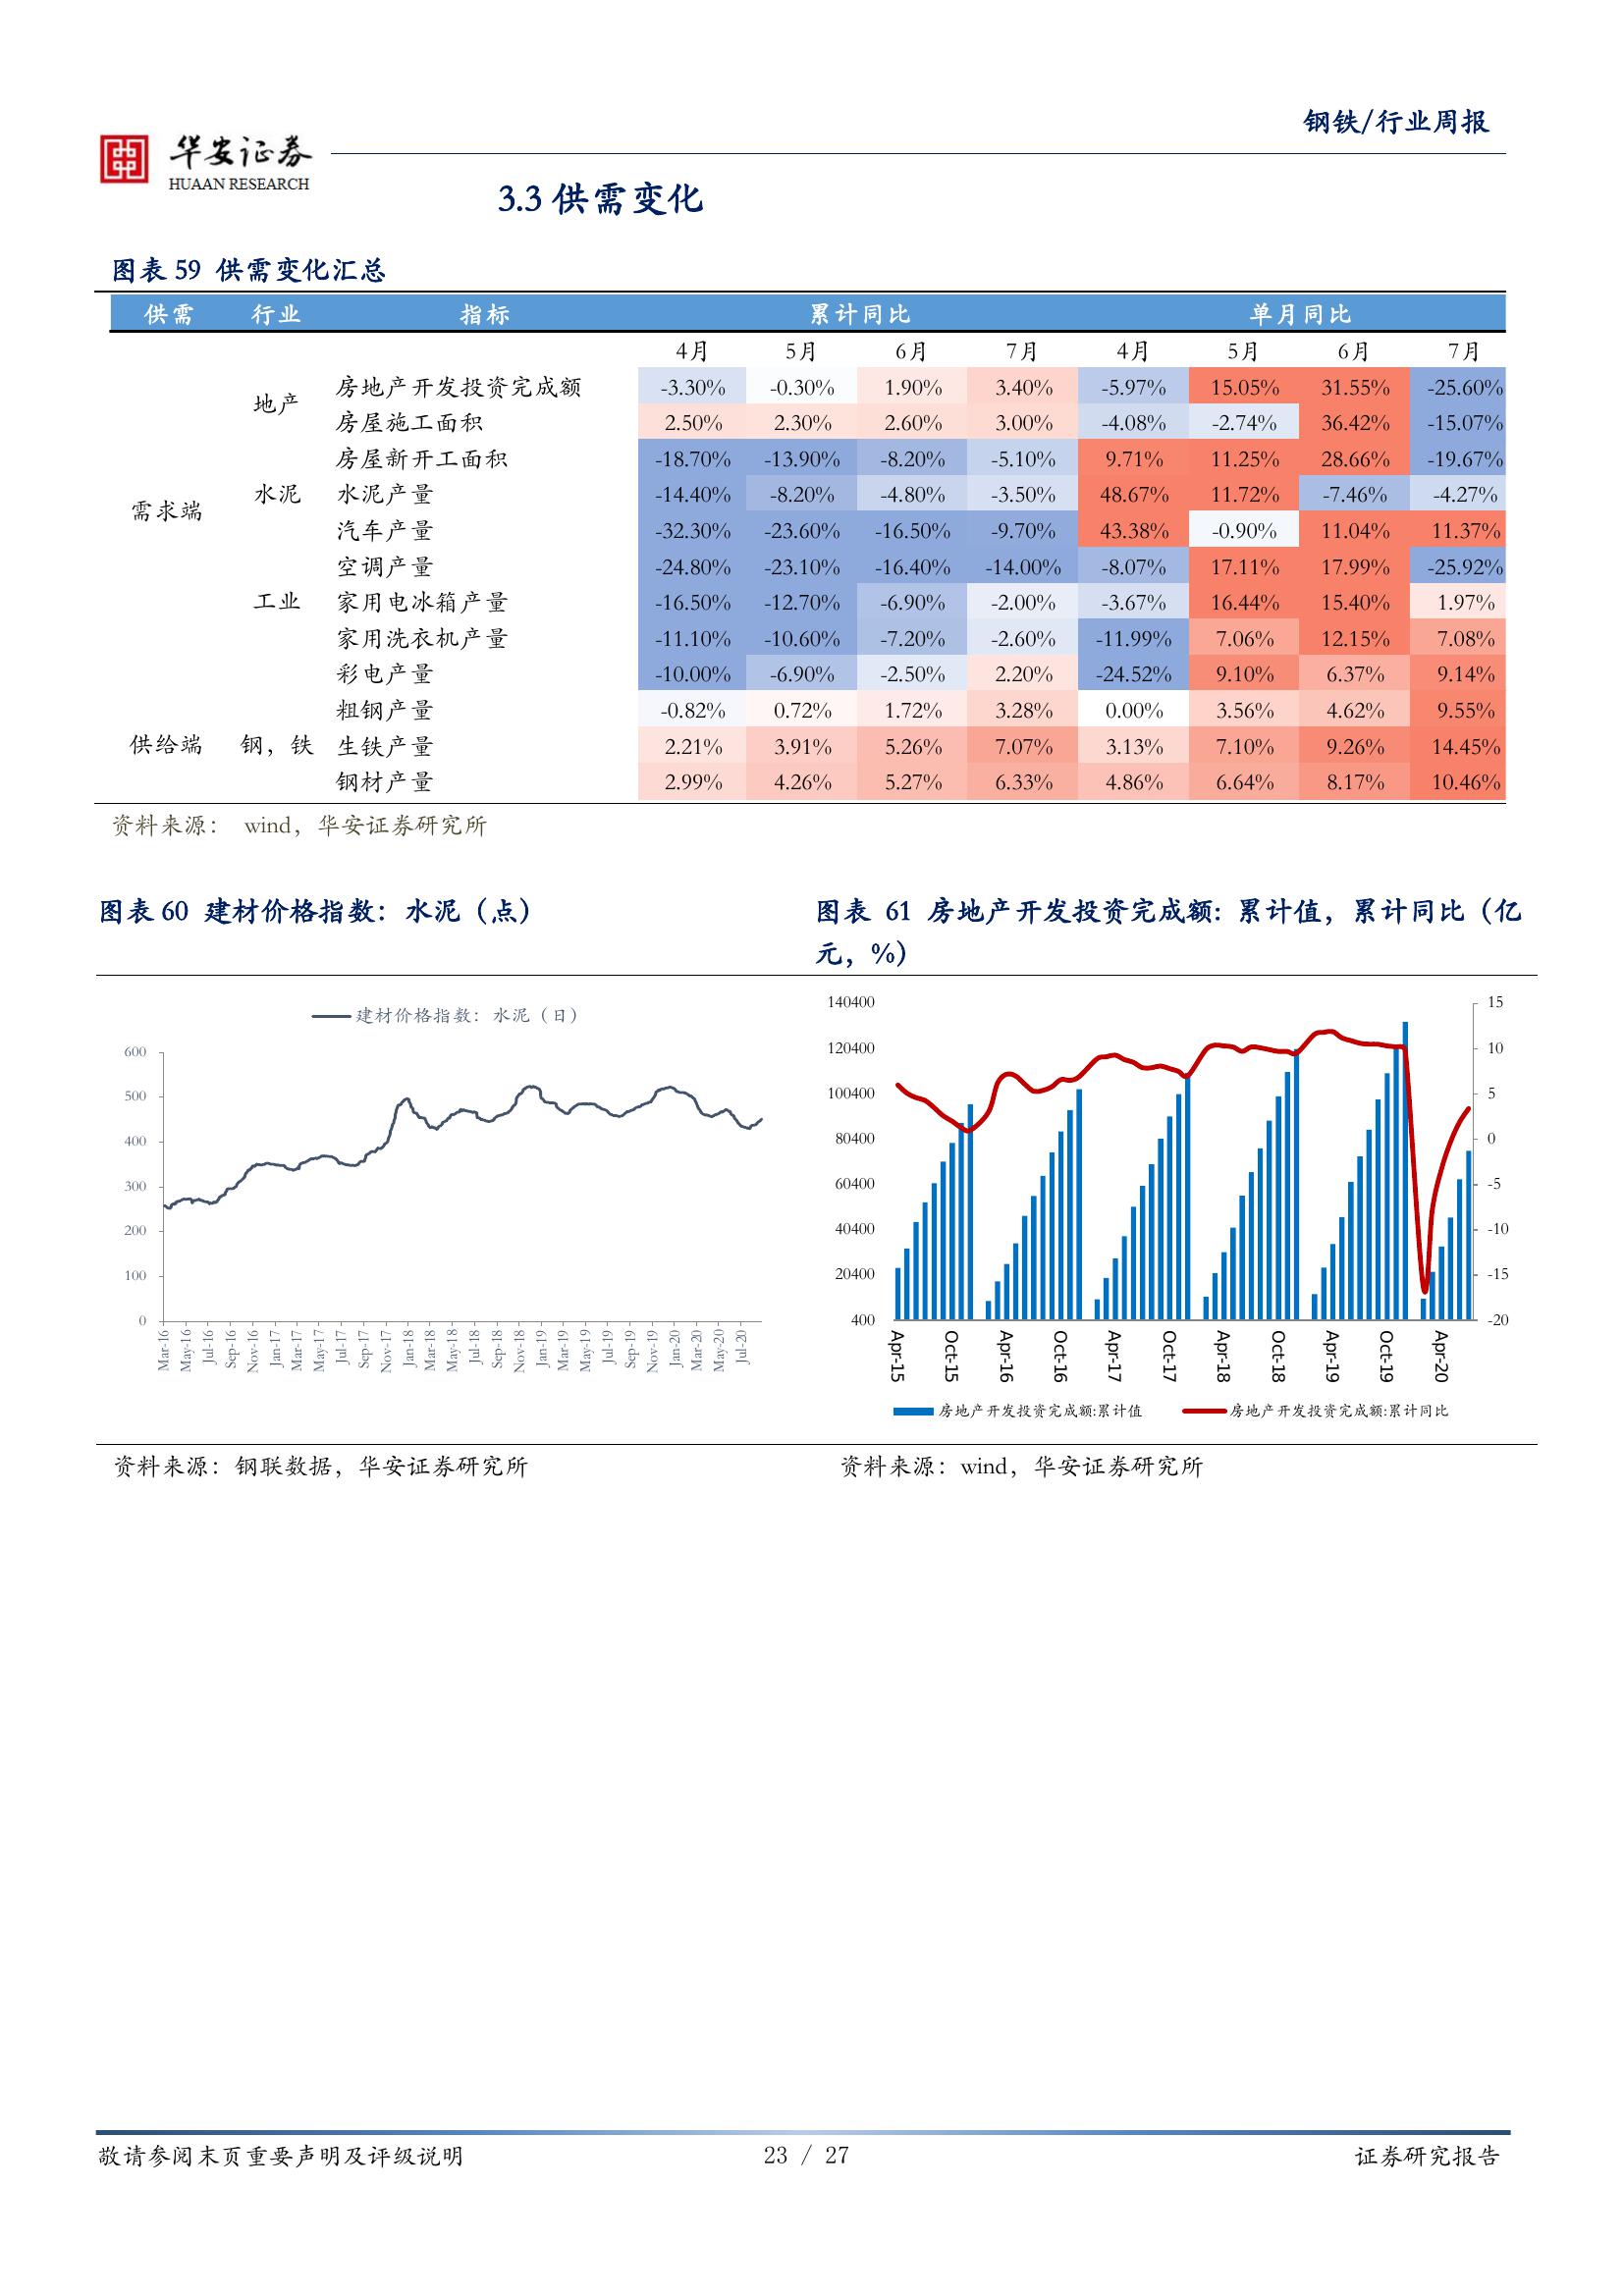 钢铁/行业周报
华安证券
HUAAN RESEARCH
3.3 供需变化
图表 59 供需变化汇总
供需 行业 指标 累计同比 单月同比
4月 5月 6月 7月 4月 5月 6月 7月
地产 房地产开发投资完成额 -3.30% -0.30% 1.90% 3.40% -5.97% 15.05% 31.55% -25.60%
房屋施工面积 2.50% 2.30% 2.60% 3.00% -4.08% -2.74% 36.42% -15.07%
房屋新开工面积 -18.70% -13.90% -8.20% -5.10% 9.71% 11.25% 28.66% -19.67%
需求端 水泥 水泥产量 -14.40% -8.20% -4.80% -3.50% 48.67% 11.72% -7.46% -4.27%
汽车产量 -32.30% -23.60% -16.50% -9.70% 43.38% -0.90% 11.04% 11.37%
空调产量 -24.80% -23.10% -16.40% -14.00% -8.07% 17.11% 17.99% -25.92%
工业 家用电冰箱产量 -16.50% -12.70% -6.90% -2.00% -3.67% 16.44% 15.40% 1.97%
家用洗衣机产量 -11.10% -10.60% -7.20% -2.60% -11.99% 7.06% 12.15% 7.08%
彩电产量 -10.00% -6.90% -2.50% 2.20% -24.52% 9.10% 6.37% 9.14%
粗钢产量 -0.82% 0.72% 1.72% 3.28% 0.00% 3.56% 4.62% 9.55%
供给端 钢，铁 生铁产量 2.21% 3.91% 5.26% 7.07% 3.13% 7.10% 9.26% 14.45%
钢材产量 2.99% 4.26% 5.27% 6.33% 4.86% 6.64% 8.17% 10.46%
资料来源： wind，华安证券研究所
图表 60 建材价格指数：水泥（点）
建材价格指数：水泥（日）
600
500
400
300
200
100
0
Mar-16 May-16 Jul-16 Sep-16 Nov-16 Jan-17 Mar-17 May-17 Jul-17 Sep-17 Nov-17 Jan-18 Mar-18 May-18 Jul-18 Sep-18 Nov-18 Jan-19 Mar-19 May-19 Jul-19 Sep-19 Nov-19 Jan-20 Mar-20 May-20 Jul-20
资料来源：钢联数据，华安证券研究所
图表 61 房地产开发投资完成额：累计值，累计同比（亿
元，%）
140400 15
120400 10
100400 5
80400 0
60400 -5
40400 -10
20400 -15
400 -20
Apr-15 Oct-15 Apr-16 Oct-16 Apr-17 Oct-17 Apr-18 Oct-18 Apr-19 Oct-19 Apr-20
房地产开发投资完成额:累计值 房地产开发投资完成额:累计同比
资料来源：wind，华安证券研究所
敬请参阅末页重要声明及评级说明 23 / 27 证券研究报告